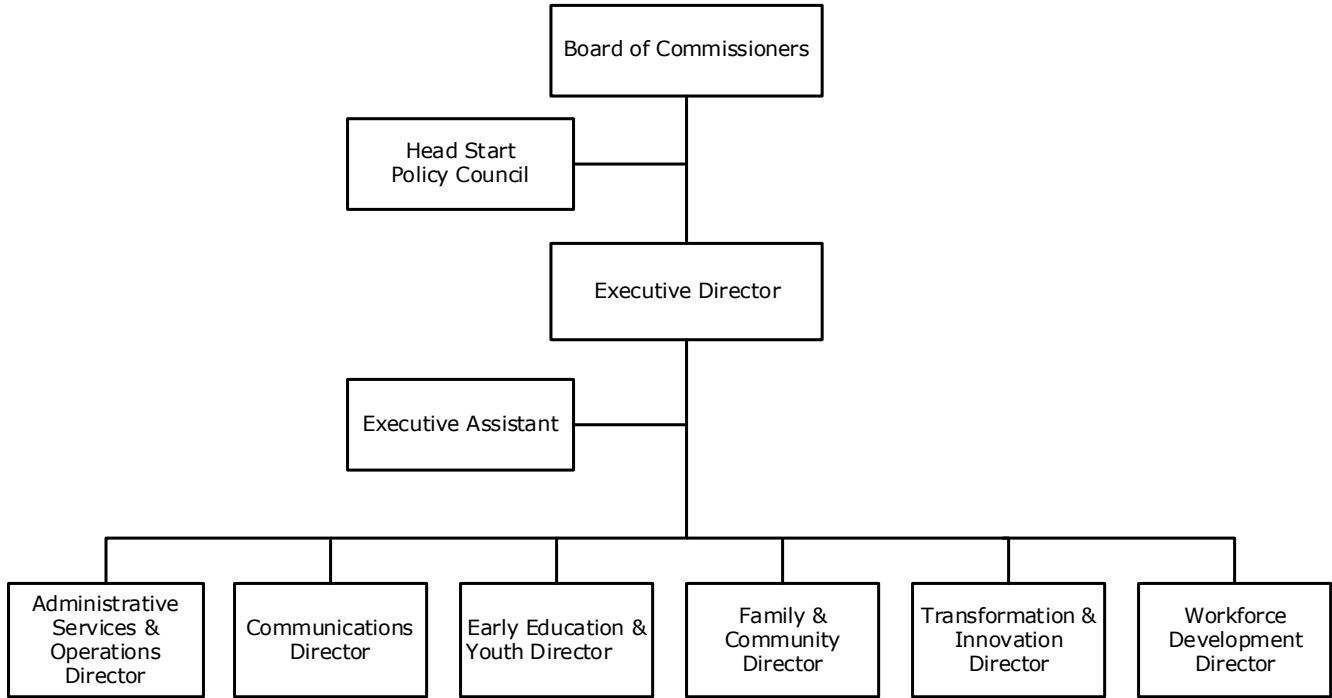 Board of Commissioners
Head Start
Policy Council
Executive Director
Executive Assistant
Administrative
Services &
Operations
Director
Communications
Director
Early Education &
Youth Director
Family &
Community
Director
Transformation &
Innovation
Director
Workforce
Development
Director